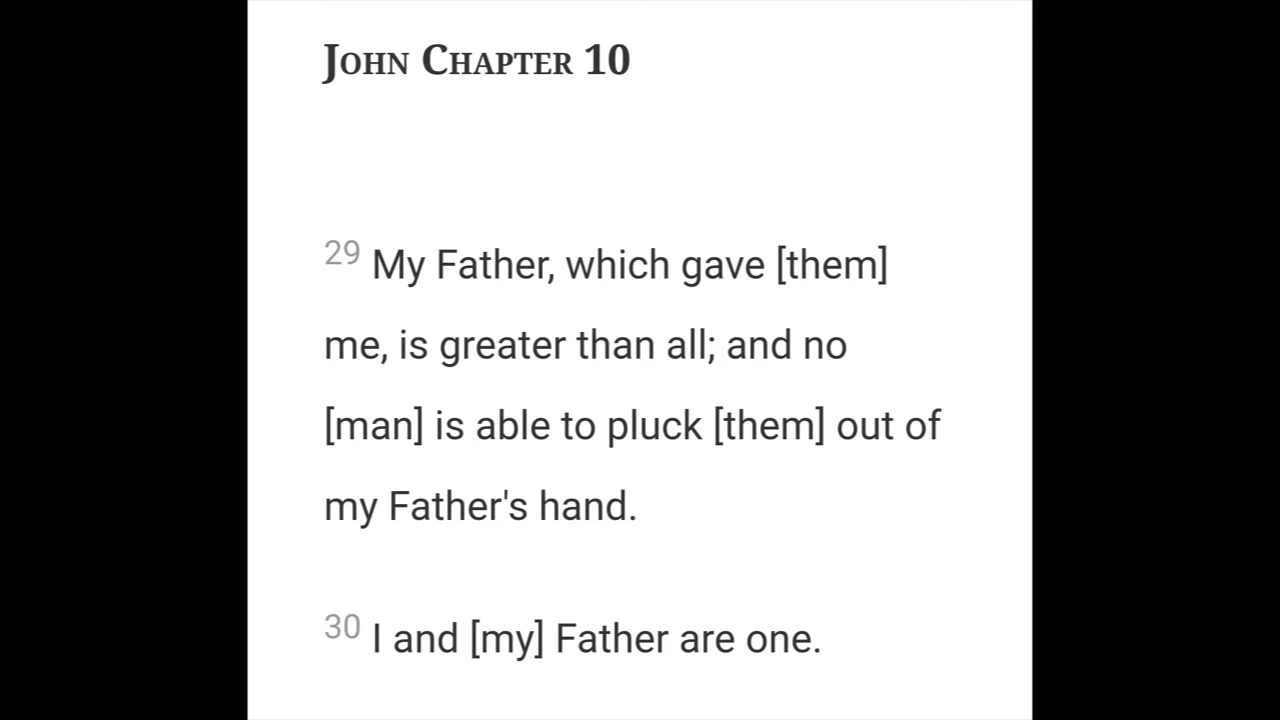 John Chapter 10
29 My Father, which gave [them]
me, is greater than all; and no
[man] is able to pluck [them] out of
my Father's hand.
30 I and [my] Father are one.